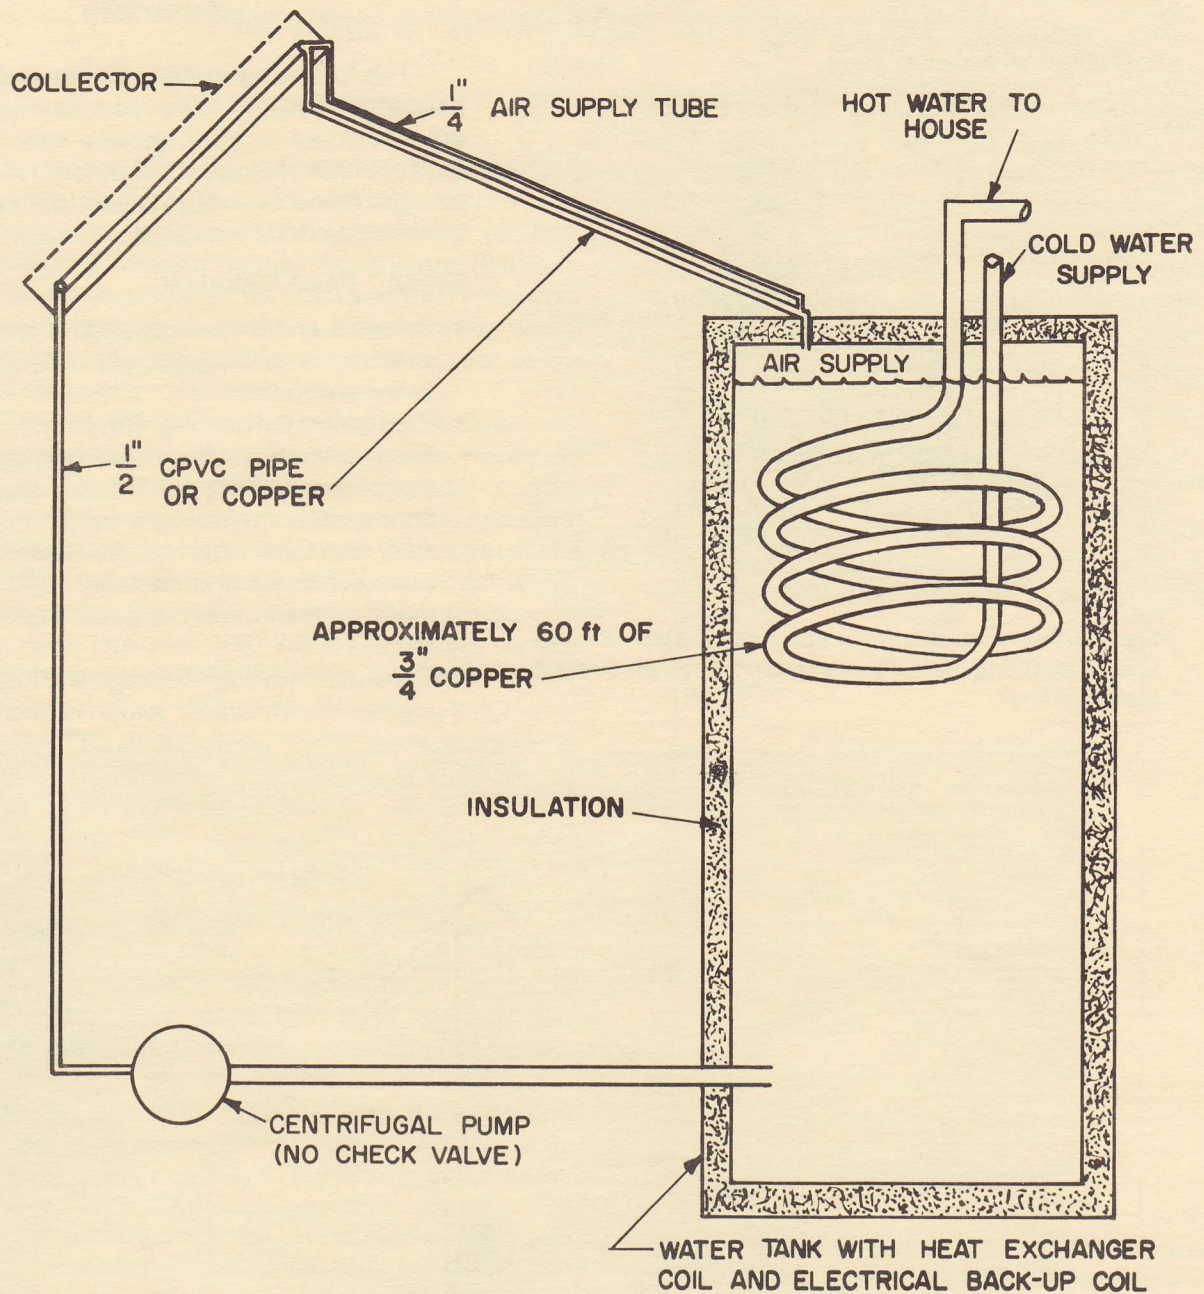 COLLECTOR
1"
4 AIR SUPPLY TUBE
HOT WATER TO
HOUSE
COLD WATER
SUPPLY
AIR SUPPLY
1"
2 CPVC PIPE
OR COPPER
APPROXIMATELY 60 ft OF
3"
4 COPPER
INSULATION
CENTRIFUGAL PUMP
(NO CHECK VALVE)
WATER TANK WITH HEAT EXCHANGER
COIL AND ELECTRICAL BACK-UP COIL